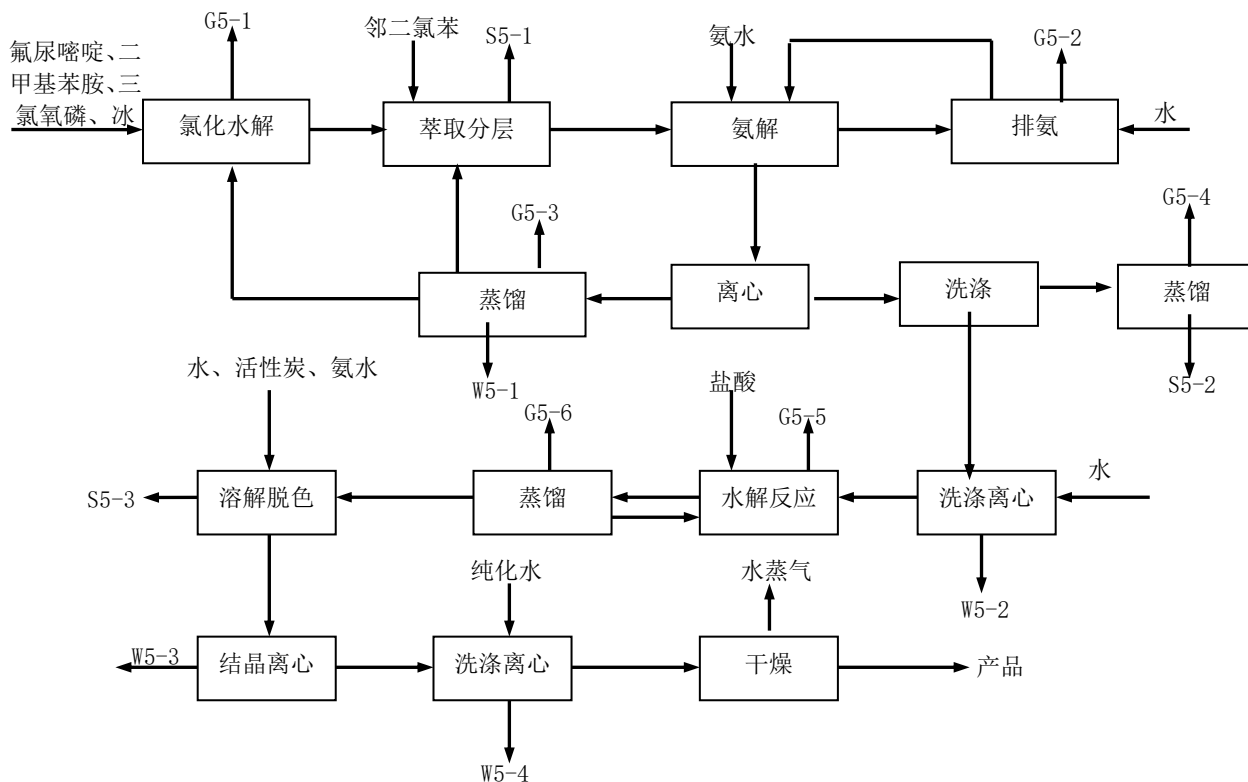 G5-1
邻二氯苯
S5-1
氨水
G5-2
氟尿嘧啶、二
甲基苯胺、三
氯氧磷、冰
氯化水解
萃取分层
氨解
排氨
水
G5-3
G5-4
蒸馏
离心
洗涤
蒸馏
水、活性炭、氨水
W5-1
盐酸
S5-2
G5-6
G5-5
S5-3
溶解脱色
蒸馏
水解反应
洗涤离心
水
纯化水
水蒸气
W5-2
W5-3
结晶离心
洗涤离心
干燥
产品
W5-4